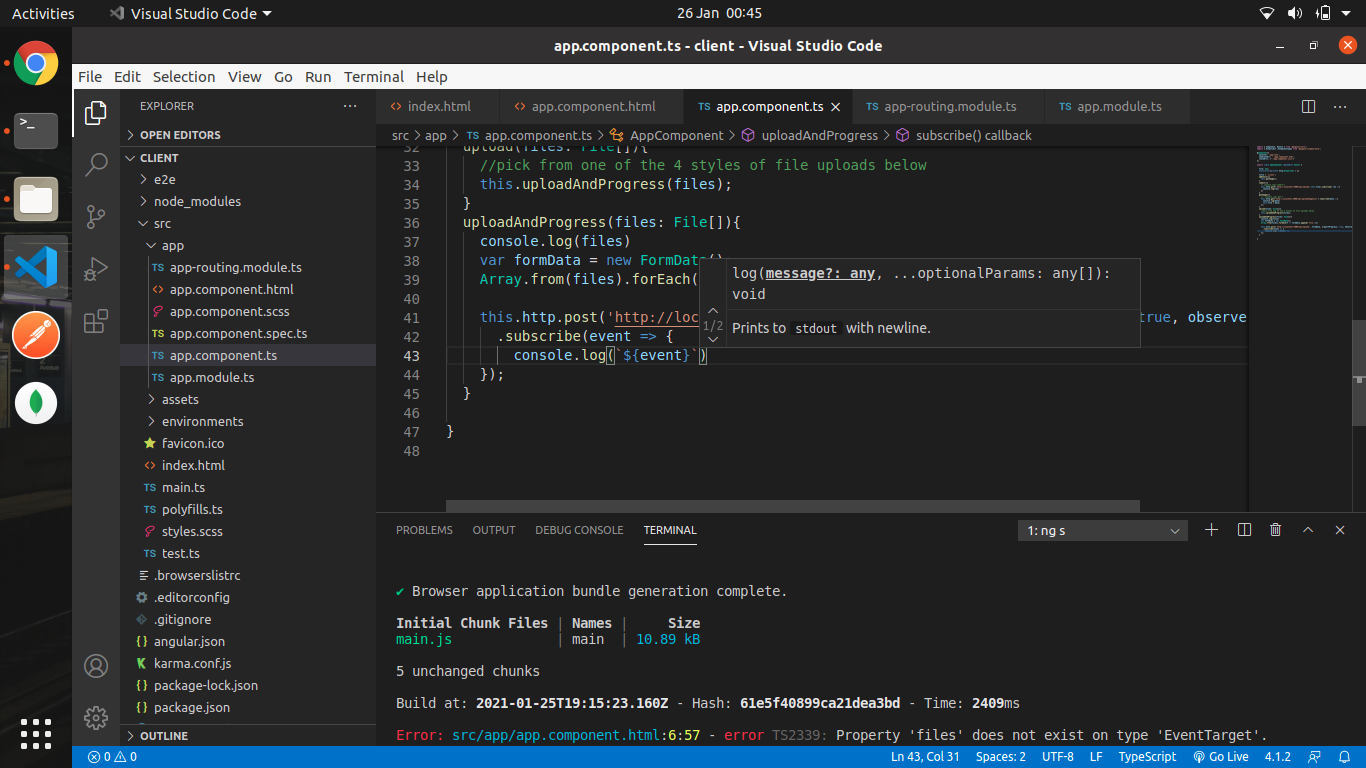 Activities Visual Studio Code 26 Jan 00:45
app.component.ts - client - Visual Studio Code
File Edit Selection View Go Run Terminal Help
EXPLORER
OPEN EDITORS
CLIENT
e2e
node_modules
src
app
TS app-routing.module.ts
<> app.component.html
app.component.scss
TS app.component.spec.ts
TS app.component.ts
TS app.module.ts
assets
environments
favicon.ico
<> index.html
TS main.ts
TS polyfills.ts
styles.scss
TS test.ts
.browserslistrc
.editorconfig
.gitignore
{} angular.json
karma.conf.js
{} package-lock.json
{} package.json
OUTLINE
<> index.html <> app.component.html TS app.component.ts TS app-routing.module.ts TS app.module.ts
src > app > TS app.component.ts > AppComponent > uploadAndProgress > subscribe() callback
32 upload(files: File[]){
33 //pick from one of the 4 styles of file uploads below
34 this.uploadAndProgress(files);
35 }
36 uploadAndProgress(files: File[]){
37 console.log(files)
38 var formData = new FormData();
39 Array.from(files).forEach(
40
41 this.http.post('http://loc true, observe
42 .subscribe(event => {
43 console.log(`${event}`)
44 });
45 }
46
47 }
48
log(message?: any, ...optionalParams: any[]):
void
1/2
Prints to stdout with newline.
PROBLEMS OUTPUT DEBUG CONSOLE TERMINAL 1: ng s
✔ Browser application bundle generation complete.
Initial Chunk Files | Names | Size
main.js | main | 10.89 kB
5 unchanged chunks
Build at: 2021-01-25T19:15:23.160Z - Hash: 61e5f40899ca21dea3bd - Time: 2409ms
Error: src/app/app.component.html:6:57 - error TS2339: Property 'files' does not exist on type 'EventTarget'.
0 0 Ln 43, Col 31 Spaces: 2 UTF-8 LF TypeScript Go Live 4.1.2